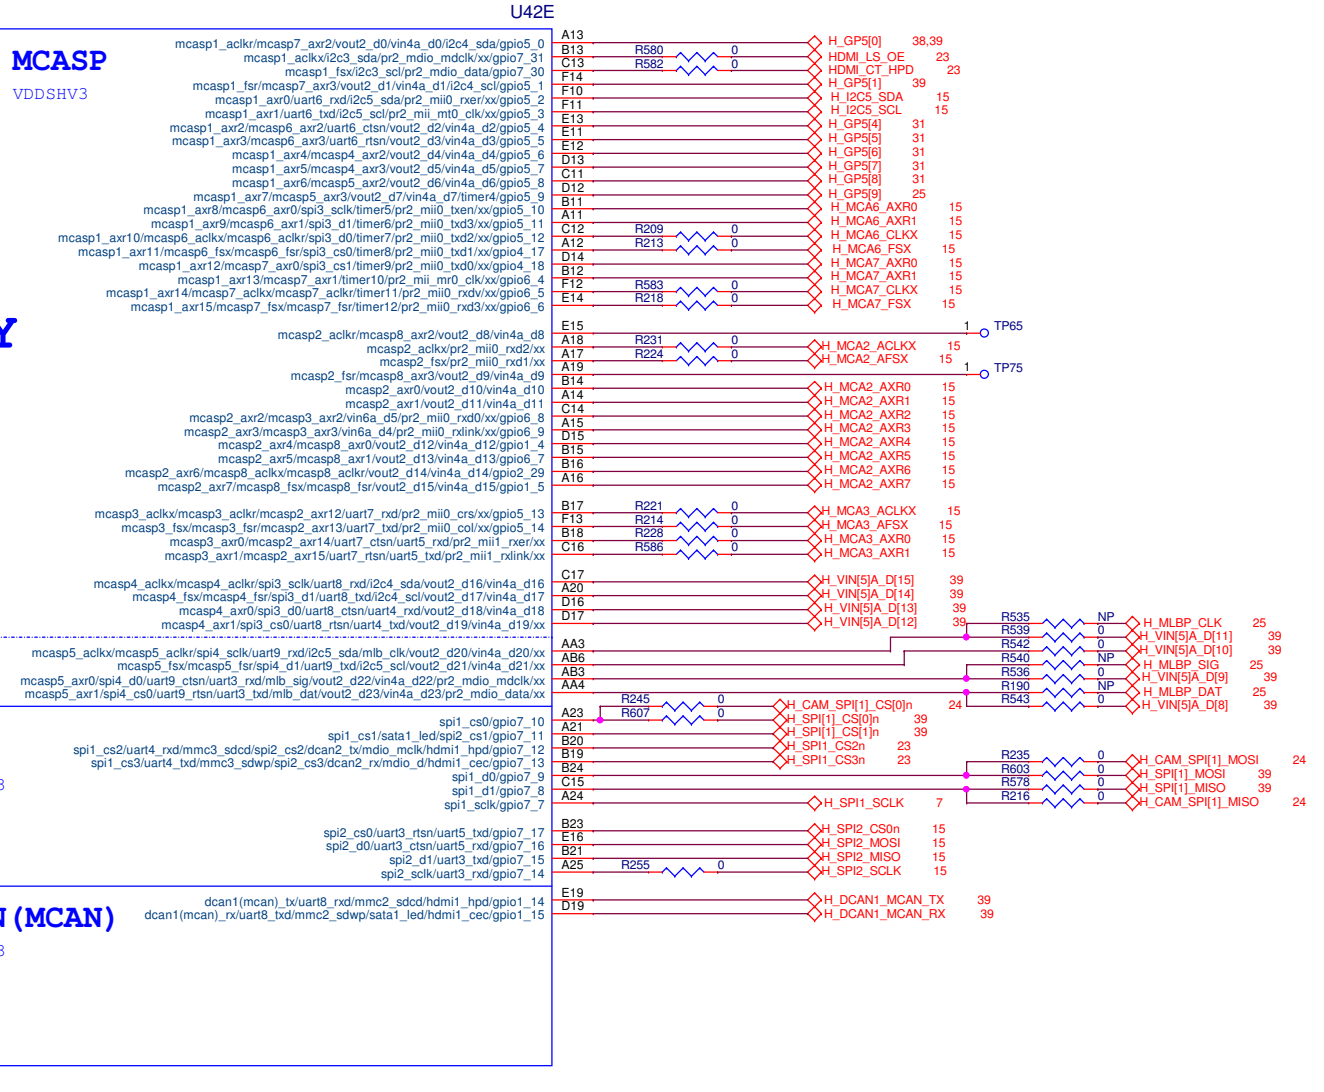 U42E
MCASP
VDDSHV3
mcasp1_aclkr/mcasp7_axr2/vout2_d0/vin4a_d0/i2c4_sda/gpio5_0 A13 H_GP5[0] 38,39
mcasp1_aclkx/i2c3_sda/pr2_mdio_mdclk/xx/gpio7_31 B13 R580 0 HDMI_LS_OE 23
mcasp1_fsx/i2c3_scl/pr2_mdio_data/gpio7_30 C13 R582 0 HDMI_CT_HPD 23
mcasp1_fsr/mcasp7_axr3/vout2_d1/vin4a_d1/i2c4_scl/gpio5_1 F14 H_GP5[1] 39
mcasp1_axr0/uart6_rxd/i2c5_sda/pr2_mii0_rxer/xx/gpio5_2 F10 H_I2C5_SDA 15
mcasp1_axr1/uart6_txd/i2c5_scl/pr2_mii_mt0_clk/xx/gpio5_3 F11 H_I2C5_SCL 15
mcasp1_axr2/mcasp6_axr2/uart6_ctsn/vout2_d2/vin4a_d2/gpio5_4 E13 H_GP5[4] 31
mcasp1_axr3/mcasp6_axr3/uart6_rtsn/vout2_d3/vin4a_d3/gpio5_5 E11 H_GP5[5] 31
mcasp1_axr4/mcasp4_axr2/vout2_d4/vin4a_d4/gpio5_6 E12 H_GP5[6] 31
mcasp1_axr5/mcasp4_axr3/vout2_d5/vin4a_d5/gpio5_7 D13 H_GP5[7] 31
mcasp1_axr6/mcasp5_axr2/vout2_d6/vin4a_d6/gpio5_8 C11 H_GP5[8] 31
mcasp1_axr7/mcasp5_axr3/vout2_d7/vin4a_d7/timer4/gpio5_9 D12 H_GP5[9] 25
mcasp1_axr8/mcasp6_axr0/spi3_sclk/timer5/pr2_mii0_txen/xx/gpio5_10 B11 H_MCA6_AXR0 15
mcasp1_axr9/mcasp6_axr1/spi3_d1/timer6/pr2_mii0_txd3/xx/gpio5_11 A11 H_MCA6_AXR1 15
mcasp1_axr10/mcasp6_aclkx/mcasp6_aclkr/spi3_d0/timer7/pr2_mii0_txd2/xx/gpio5_12 C12 R209 0 H_MCA6_CLKX 15
mcasp1_axr11/mcasp6_fsx/mcasp6_fsr/spi3_cs0/timer8/pr2_mii0_txd1/xx/gpio4_17 A12 R213 0 H_MCA6_FSX 15
mcasp1_axr12/mcasp7_axr0/spi3_cs1/timer9/pr2_mii0_txd0/xx/gpio4_18 D14 H_MCA7_AXR0 15
mcasp1_axr13/mcasp7_axr1/timer10/pr2_mii_mr0_clk/xx/gpio6_4 B12 H_MCA7_AXR1 15
mcasp1_axr14/mcasp7_aclkx/mcasp7_aclkr/timer11/pr2_mii0_rxdv/xx/gpio6_5 F12 R583 0 H_MCA7_CLKX 15
mcasp1_axr15/mcasp7_fsx/mcasp7_fsr/timer12/pr2_mii0_rxd3/xx/gpio6_6 E14 R218 0 H_MCA7_FSX 15
Y
mcasp2_aclkr/mcasp8_axr2/vout2_d8/vin4a_d8 E15 1 TP65
mcasp2_aclkx/pr2_mii0_rxd2/xx A18 R231 0 H_MCA2_ACLKX 15
mcasp2_fsx/pr2_mii0_rxd1/xx A17 R224 0 H_MCA2_AFSX 15
mcasp2_fsr/mcasp8_axr3/vout2_d9/vin4a_d9 A19 1 TP75
mcasp2_axr0/vout2_d10/vin4a_d10 B14 H_MCA2_AXR0 15
mcasp2_axr1/vout2_d11/vin4a_d11 A14 H_MCA2_AXR1 15
mcasp2_axr2/mcasp3_axr2/vin6a_d5/pr2_mii0_rxd0/xx/gpio6_8 C14 H_MCA2_AXR2 15
mcasp2_axr3/mcasp3_axr3/vin6a_d4/pr2_mii0_rxlink/xx/gpio6_9 A15 H_MCA2_AXR3 15
mcasp2_axr4/mcasp8_axr0/vout2_d12/vin4a_d12/gpio1_4 D15 H_MCA2_AXR4 15
mcasp2_axr5/mcasp8_axr1/vout2_d13/vin4a_d13/gpio6_7 B15 H_MCA2_AXR5 15
mcasp2_axr6/mcasp8_aclkx/mcasp8_aclkr/vout2_d14/vin4a_d14/gpio2_29 B16 H_MCA2_AXR6 15
mcasp2_axr7/mcasp8_fsx/mcasp8_fsr/vout2_d15/vin4a_d15/gpio1_5 A16 H_MCA2_AXR7 15
mcasp3_aclkx/mcasp3_aclkr/mcasp2_axr12/uart7_rxd/pr2_mii0_crs/xx/gpio5_13 B17 R221 0 H_MCA3_ACLKX 15
mcasp3_fsx/mcasp3_fsr/mcasp2_axr13/uart7_txd/pr2_mii0_col/xx/gpio5_14 F13 R214 0 H_MCA3_AFSX 15
mcasp3_axr0/mcasp2_axr14/uart7_ctsn/uart5_rxd/pr2_mii1_rxer/xx B18 R228 0 H_MCA3_AXR0 15
mcasp3_axr1/mcasp2_axr15/uart7_rtsn/uart5_txd/pr2_mii1_rxlink/xx C16 R586 0 H_MCA3_AXR1 15
mcasp4_aclkx/mcasp4_aclkr/spi3_sclk/uart8_rxd/i2c4_sda/vout2_d16/vin4a_d16 C17 H_VIN[5]A_D[15] 39
mcasp4_fsx/mcasp4_fsr/spi3_d1/uart8_txd/i2c4_scl/vout2_d17/vin4a_d17 A20 H_VIN[5]A_D[14] 39
mcasp4_axr0/spi3_d0/uart8_ctsn/uart4_rxd/vout2_d18/vin4a_d18 D16 H_VIN[5]A_D[13] 39
mcasp4_axr1/spi3_cs0/uart8_rtsn/uart4_txd/vout2_d19/vin4a_d19/xx D17 H_VIN[5]A_D[12] 39
R535 NP H_MLBP_CLK 25
R539 0 H_VIN[5]A_D[11] 39
mcasp5_aclkx/mcasp5_aclkr/spi4_sclk/uart9_rxd/i2c5_sda/mlb_clk/vout2_d20/vin4a_d20/xx AA3 R542 0 H_VIN[5]A_D[10] 39
mcasp5_fsx/mcasp5_fsr/spi4_d1/uart9_txd/i2c5_scl/vout2_d21/vin4a_d21/xx AB6 R540 NP H_MLBP_SIG 25
mcasp5_axr0/spi4_d0/uart9_ctsn/uart3_rxd/mlb_sig/vout2_d22/vin4a_d22/pr2_mdio_mdclk/xx AB3 R536 0 H_VIN[5]A_D[9] 39
mcasp5_axr1/spi4_cs0/uart9_rtsn/uart3_txd/mlb_dat/vout2_d23/vin4a_d23/pr2_mdio_data/xx AA4 R190 NP H_MLBP_DAT 25
R543 0 H_VIN[5]A_D[8] 39
R245 0 H_CAM_SPI[1]_CS[0]n 24
spi1_cs0/gpio7_10 A23 R607 0 H_SPI[1]_CS[0]n 39
spi1_cs1/sata1_led/spi2_cs1/gpio7_11 A21 H_SPI[1]_CS[1]n 39
spi1_cs2/uart4_rxd/mmc3_sdcd/spi2_cs2/dcan2_tx/mdio_mclk/hdmi1_hpd/gpio7_12 B20 H_SPI1_CS2n 23
spi1_cs3/uart4_txd/mmc3_sdwp/spi2_cs3/dcan2_rx/mdio_d/hdmi1_cec/gpio7_13 B19 H_SPI1_CS3n 23
R235 0 H_CAM_SPI[1]_MOSI 24
spi1_d0/gpio7_9 B24 R603 0 H_SPI[1]_MOSI 39
3
spi1_d1/gpio7_8 C15 R578 0 H_SPI[1]_MISO 39
spi1_sclk/gpio7_7 A24 H_SPI1_SCLK 7 R216 0 H_CAM_SPI[1]_MISO 24
spi2_cs0/uart3_rtsn/uart5_txd/gpio7_17 B23 H_SPI2_CS0n 15
spi2_d0/uart3_ctsn/uart5_rxd/gpio7_16 E16 H_SPI2_MOSI 15
spi2_d1/uart3_txd/gpio7_15 B21 H_SPI2_MISO 15
spi2_sclk/uart3_rxd/gpio7_14 A25 R255 0 H_SPI2_SCLK 15
N(MCAN)
3
dcan1(mcan)_tx/uart8_rxd/mmc2_sdcd/hdmi1_hpd/gpio1_14 E19 H_DCAN1_MCAN_TX 39
dcan1(mcan)_rx/uart8_txd/mmc2_sdwp/sata1_led/hdmi1_cec/gpio1_15 D19 H_DCAN1_MCAN_RX 39